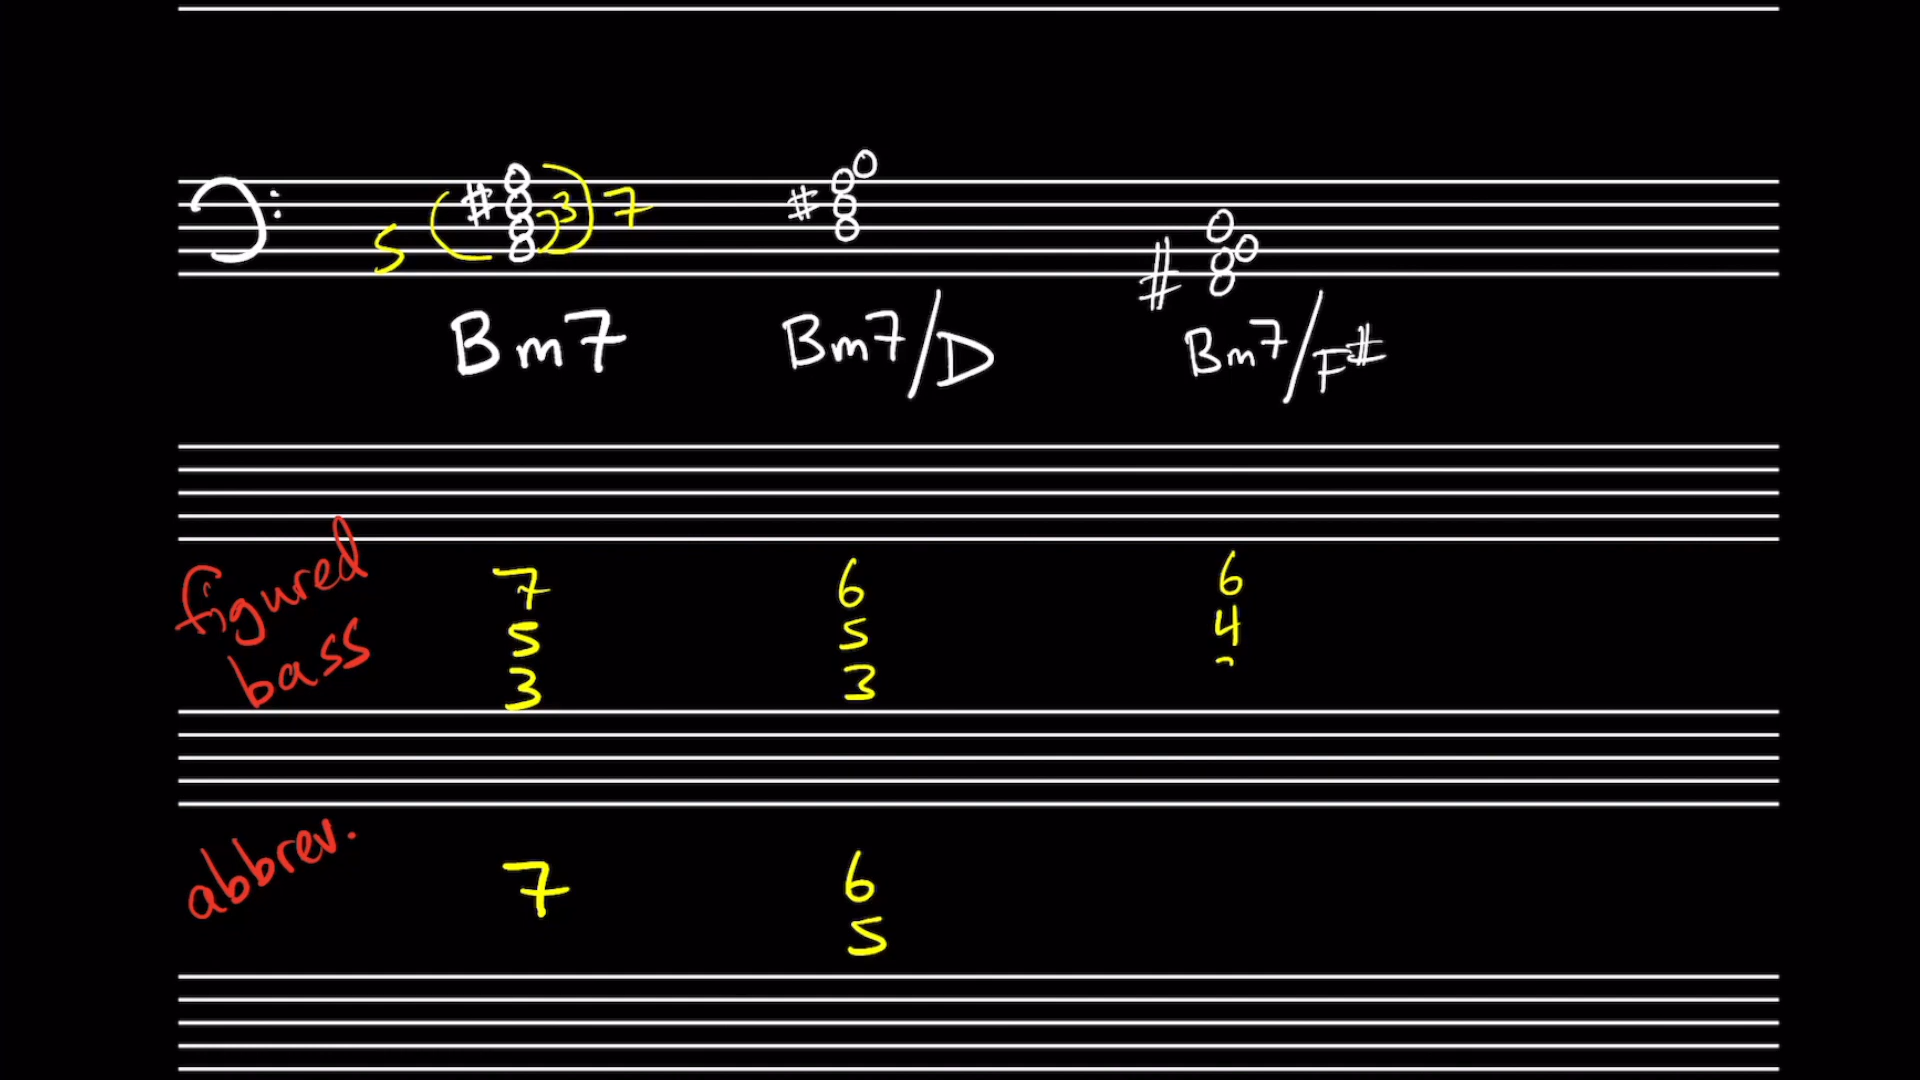 5 3 7
Bm7 Bm7/D Bm7/F#
figured bass
7 6 6
5 5 4
3 3
abbrev.
7 6
5